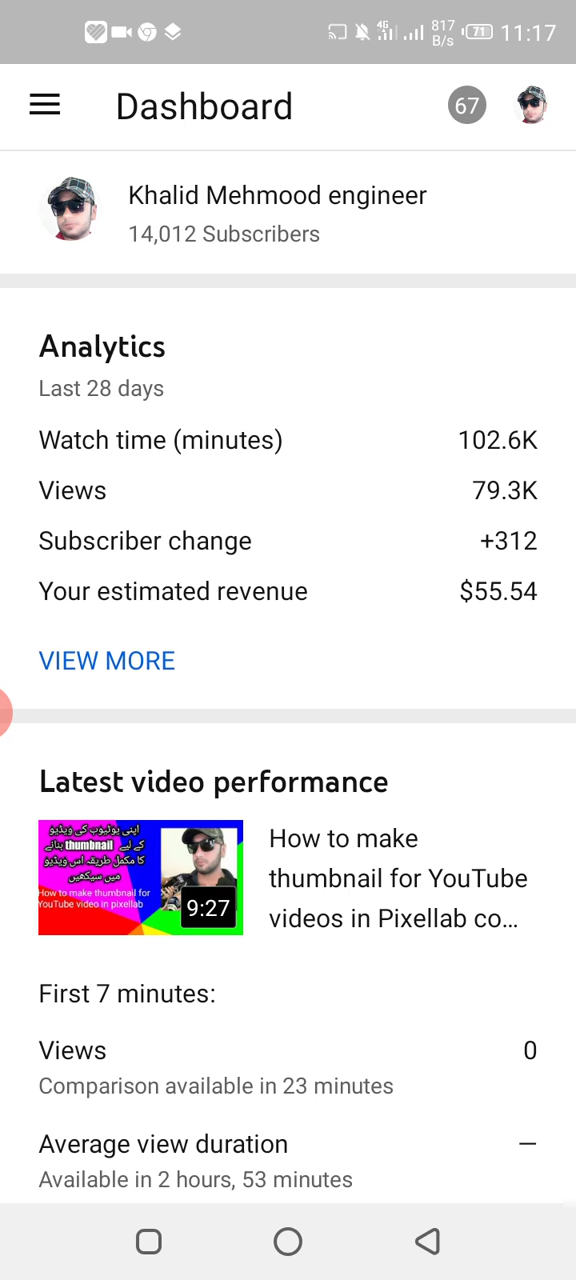 4G
817
B/s
71
11:17
Dashboard
67
Khalid Mehmood engineer
14,012 Subscribers
Analytics
Last 28 days
Watch time (minutes) 102.6K
Views 79.3K
Subscriber change +312
Your estimated revenue $55.54
VIEW MORE
Latest video performance
اپنی یوٹیوب کی ویڈیو
کے لیے thumbnail بنانے
کا مکمل طریقہ اس ویڈیو
میں سیکھیں
How to make thumbnail for
YouTube video in pixellab
9:27
How to make
thumbnail for YouTube
videos in Pixellab co...
First 7 minutes:
Views 0
Comparison available in 23 minutes
Average view duration –
Available in 2 hours, 53 minutes